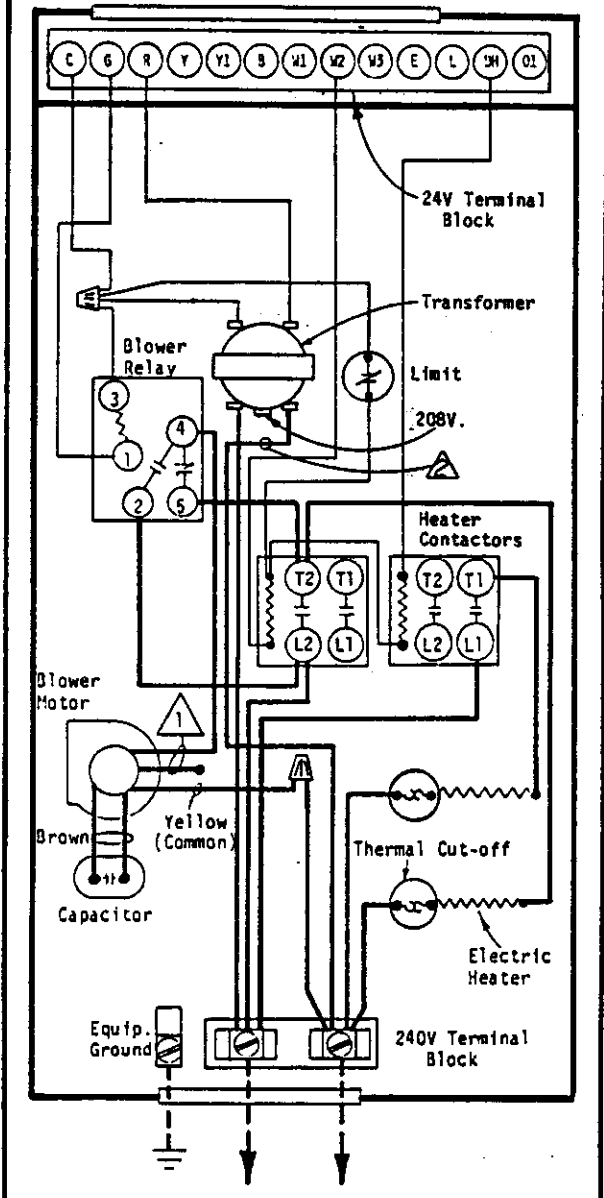 C G R Y Y1 B W1 W2 W3 E L DH O1
24V Terminal
Block
Transformer
Blower
Relay
Limit
3
4
208V.
1
2
5
Heater
Contactors
T2 T1 T2 T1
L2 L1 L2 L1
Blower
Motor
1
Yellow
(Common)
Brown
Thermal Cut-off
Capacitor
Electric
Heater
Equip.
Ground
240V Terminal
Block